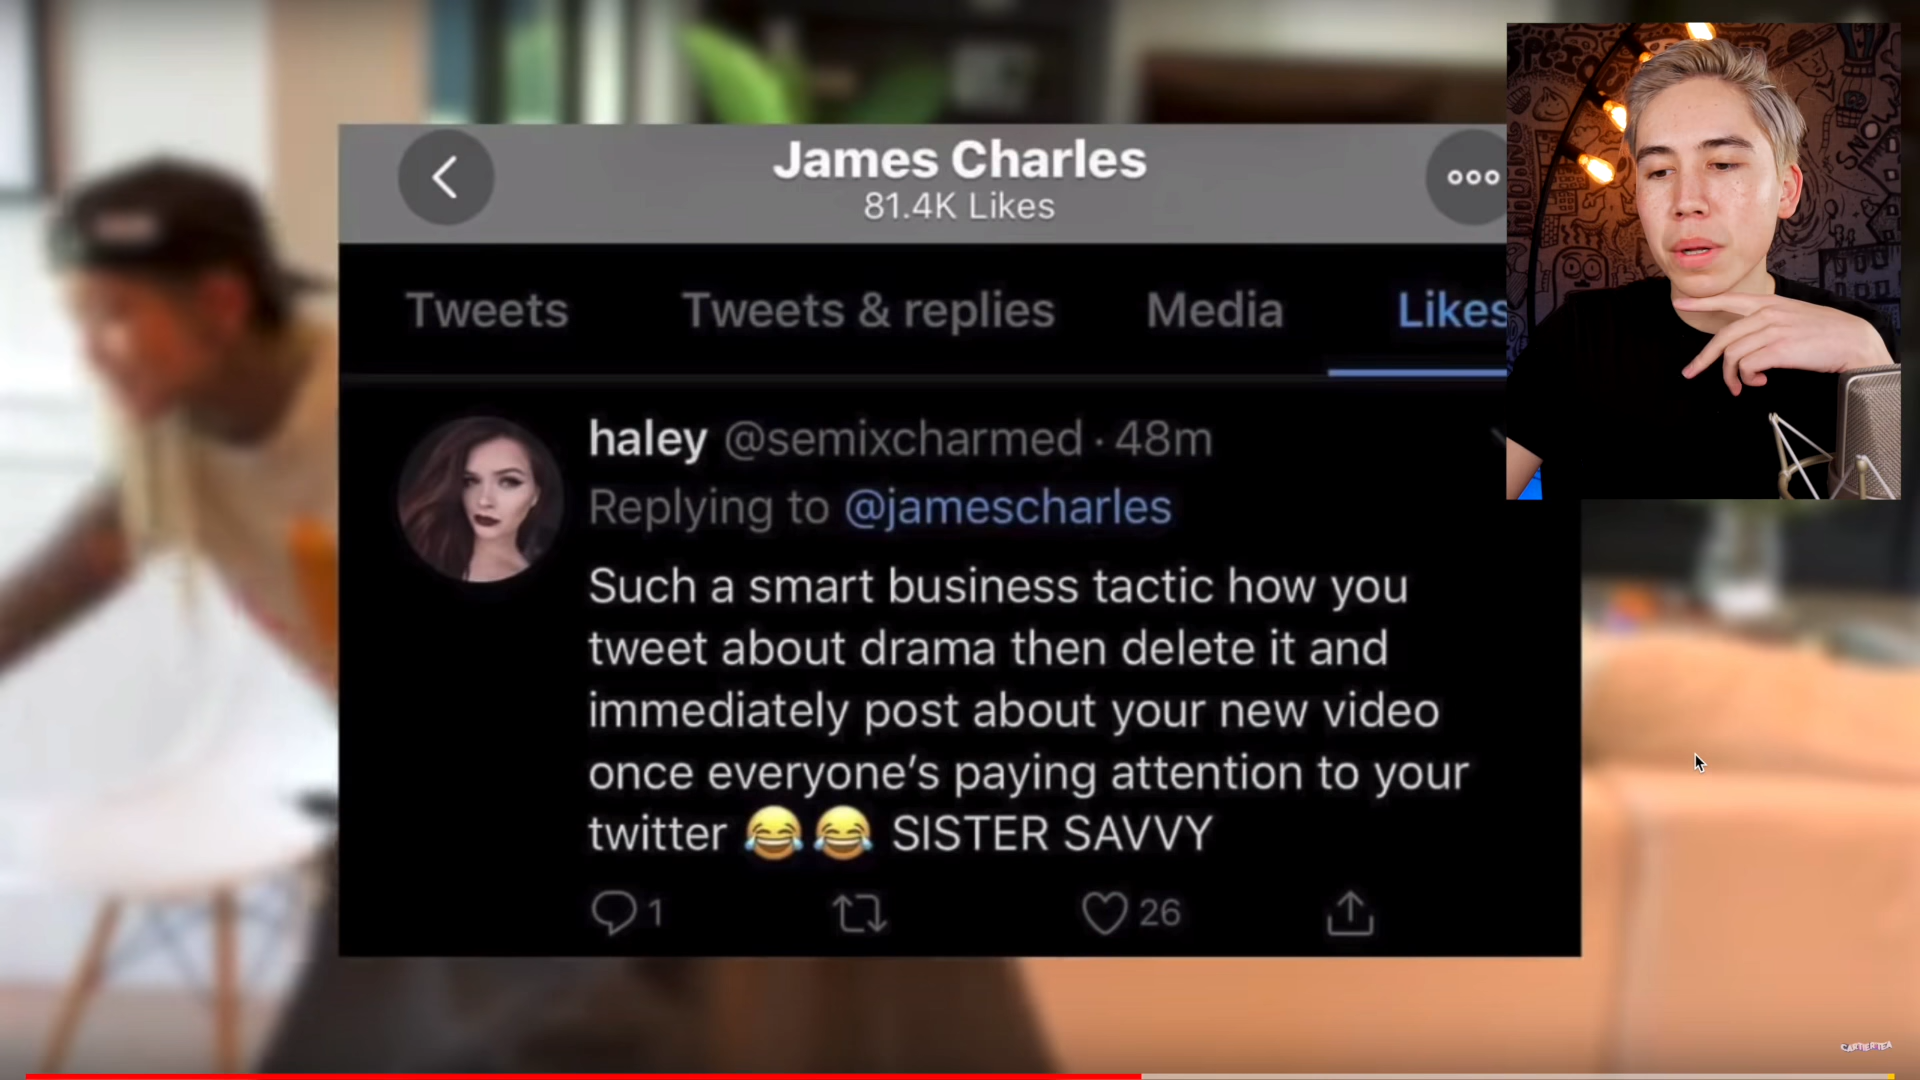 James Charles
81.4K Likes
Tweets Tweets & replies Media Likes
haley @semixcharmed · 48m
Replying to @jamescharles
Such a smart business tactic how you
tweet about drama then delete it and
immediately post about your new video
once everyone's paying attention to your
twitter 😂😂 SISTER SAVVY
1 26
CARTIERTEA